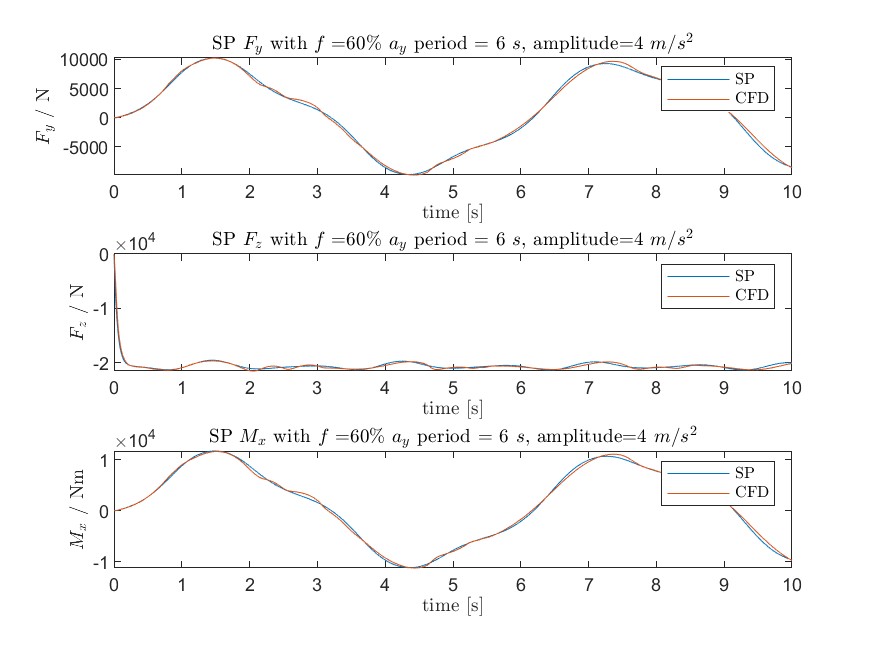 SP F_y with f =60% a_y period = 6 s, amplitude=4 m/s^2
10000
5000
0
-5000
F_y / N
SP
CFD
0 1 2 3 4 5 6 7 8 9 10
time [s]
SP F_z with f =60% a_y period = 6 s, amplitude=4 m/s^2
×10^4
0
-1
-2
F_z / N
SP
CFD
0 1 2 3 4 5 6 7 8 9 10
time [s]
SP M_x with f =60% a_y period = 6 s, amplitude=4 m/s^2
×10^4
1
0
-1
M_x / Nm
SP
CFD
0 1 2 3 4 5 6 7 8 9 10
time [s]